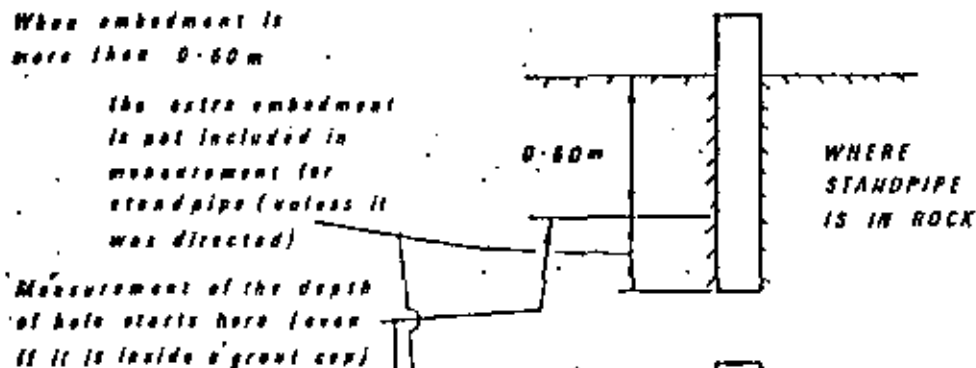 When embedment is
more than 0·60m
the extra embedment
is not included in
measurement for
standpipe (unless it
was directed)
0·60m
WHERE
STANDPIPE
IS IN ROCK
Measurement of the depth
of hole starts here (even
if it is inside a grout cap)